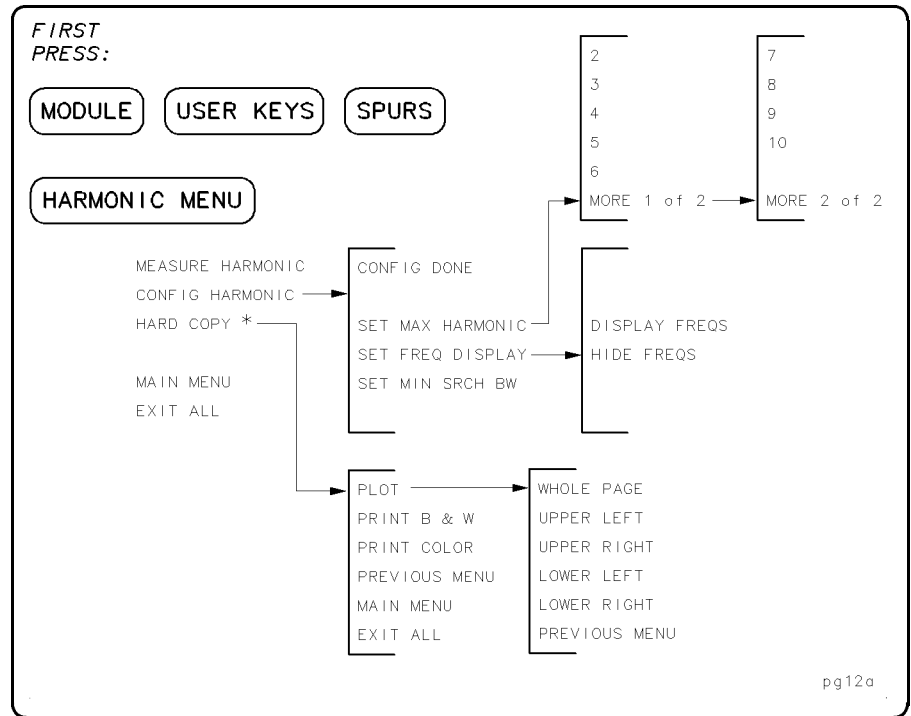 FIRST
PRESS:
MODULE USER KEYS SPURS
HARMONIC MENU
MEASURE HARMONIC
CONFIG HARMONIC
HARD COPY *
MAIN MENU
EXIT ALL
CONFIG DONE
SET MAX HARMONIC
SET FREQ DISPLAY
SET MIN SRCH BW
2
3
4
5
6
MORE 1 of 2
7
8
9
10
MORE 2 of 2
DISPLAY FREQS
HIDE FREQS
PLOT
PRINT B & W
PRINT COLOR
PREVIOUS MENU
MAIN MENU
EXIT ALL
WHOLE PAGE
UPPER LEFT
UPPER RIGHT
LOWER LEFT
LOWER RIGHT
PREVIOUS MENU
pg12a